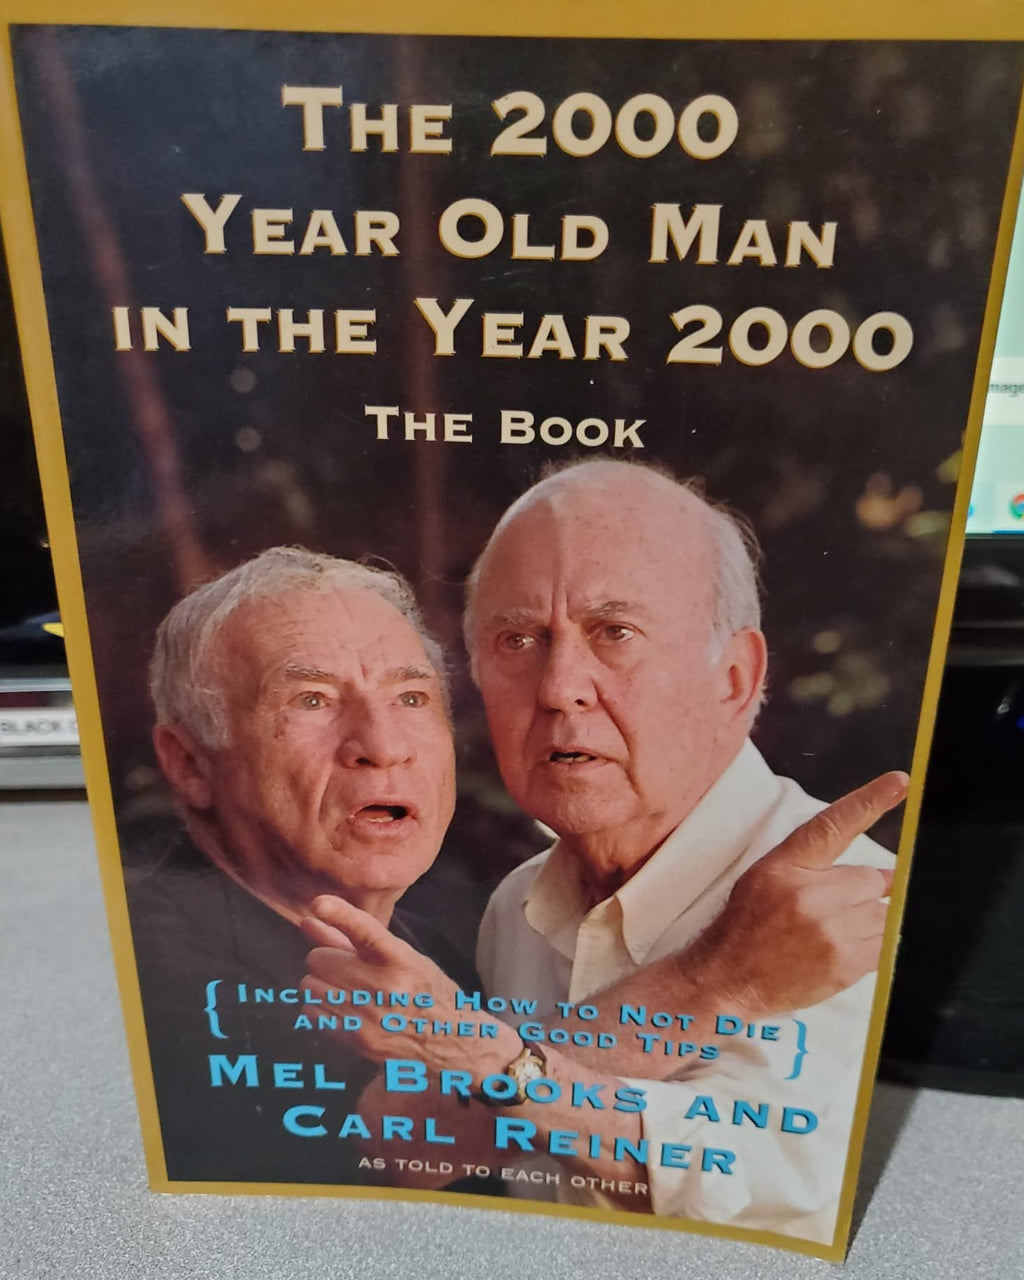 THE 2000
YEAR OLD MAN
IN THE YEAR 2000
THE BOOK
{INCLUDING HOW TO NOT DIE
AND OTHER GOOD TIPS}
MEL BROOKS AND
CARL REINER
AS TOLD TO EACH OTHER
BLACK